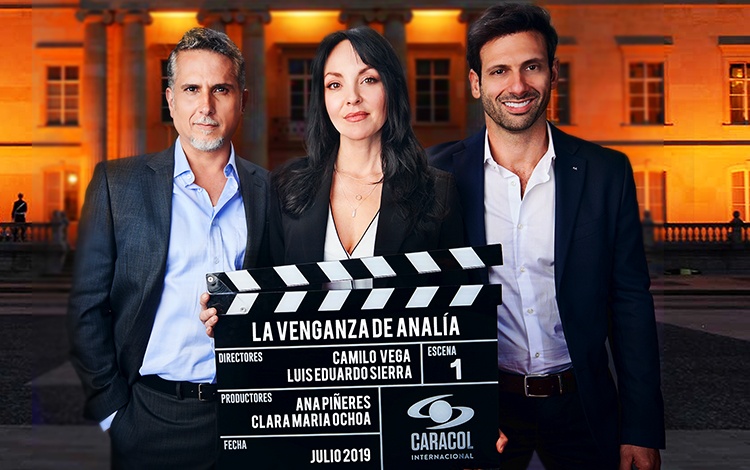 LA VENGANZA DE ANALÍA
DIRECTORES
CAMILO VEGA
LUIS EDUARDO SIERRA
ESCENA
1
PRODUCTORES
ANA PIÑERES
CLARA MARIA OCHOA
FECHA
JULIO 2019
CARACOL
INTERNACIONAL